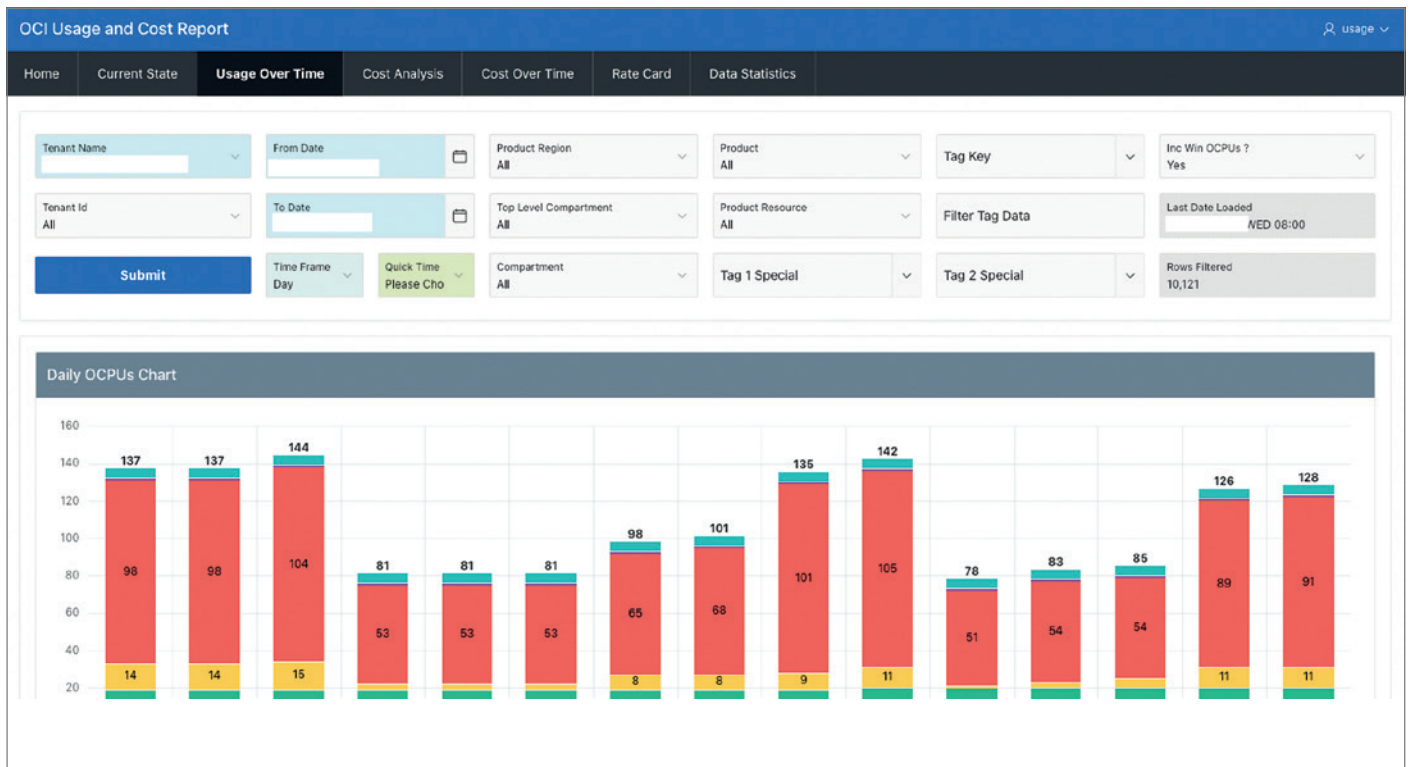 OCI Usage and Cost Report
usage
Home Current State Usage Over Time Cost Analysis Cost Over Time Rate Card Data Statistics
Tenant Name
From Date
Product Region
All
Product
All
Tag Key
Inc Win OCPUs ?
Yes
Tenant Id
All
To Date
Top Level Compartment
All
Product Resource
All
Filter Tag Data
Last Date Loaded
WED 08:00
Submit
Time Frame
Day
Quick Time
Please Cho
Compartment
All
Tag 1 Special
Tag 2 Special
Rows Filtered
10,121
Daily OCPUs Chart
160
140
120
100
80
60
40
20
137 137 144 81 81 81 98 101 135 142 78 83 85 126 128
98 98 104 53 53 53 65 68 101 105 51 54 54 89 91
14 14 15 8 8 9 11 11 11